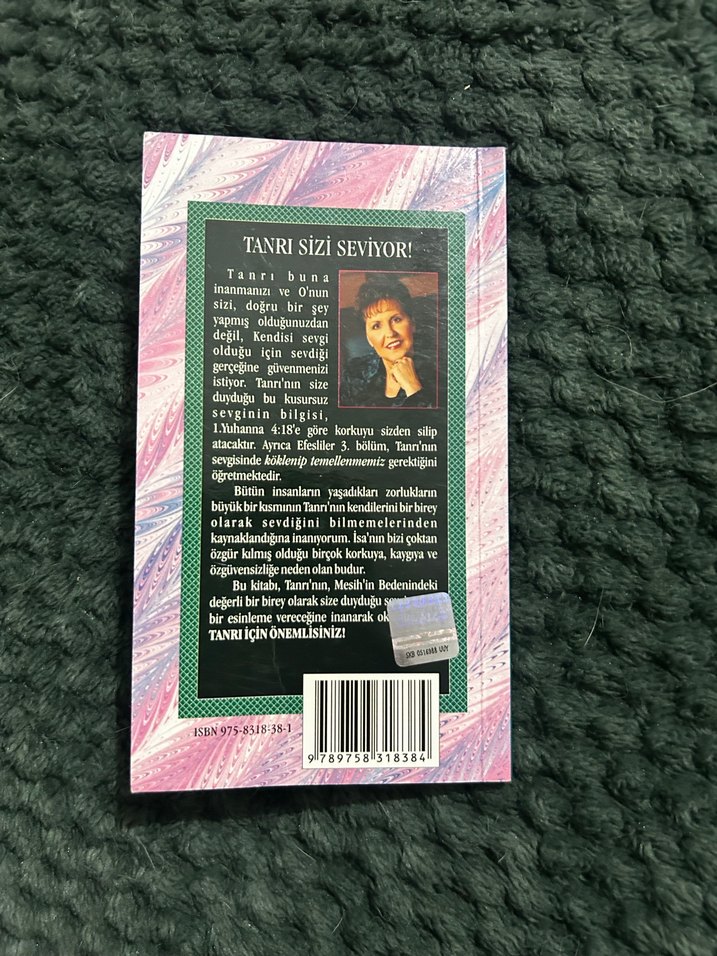 TANRI SİZİ SEVİYOR!
Tanrı buna
inanmanızı ve O'nun
sizi, doğru bir şey
yapmış olduğunuzdan
değil, Kendisi sevgi
olduğu için sevdiği
gerçeğine güvenmenizi
istiyor. Tanrı'nın size
duyduğu bu kusursuz
sevginin bilgisi,
1.Yuhanna 4:18'e göre korkuyu sizden silip
atacaktır. Ayrıca Efesliler 3. bölüm, Tanrı'nın
sevgisinde köklenip temellenmemiz gerektiğini
öğretmektedir.
Bütün insanların yaşadıkları zorlukların
büyük bir kısmının Tanrı'nın kendilerini bir birey
olarak sevdiğini bilmemelerinden
kaynaklandığına inanıyorum. İsa'nın bizi çoktan
özgür kılmış olduğu birçok korkuya, kaygıya ve
özgüvensizliğe neden olan budur.
Bu kitabı, Tanrı'nın, Mesih'in Bedenindeki
değerli bir birey olarak size duyduğu
bir esinleme vereceğine inanarak
TANRI İÇİN ÖNEMLİSİNİZ!
SKB 0516988 UUY
ISBN 975-8318-38-1
9 789758 318384